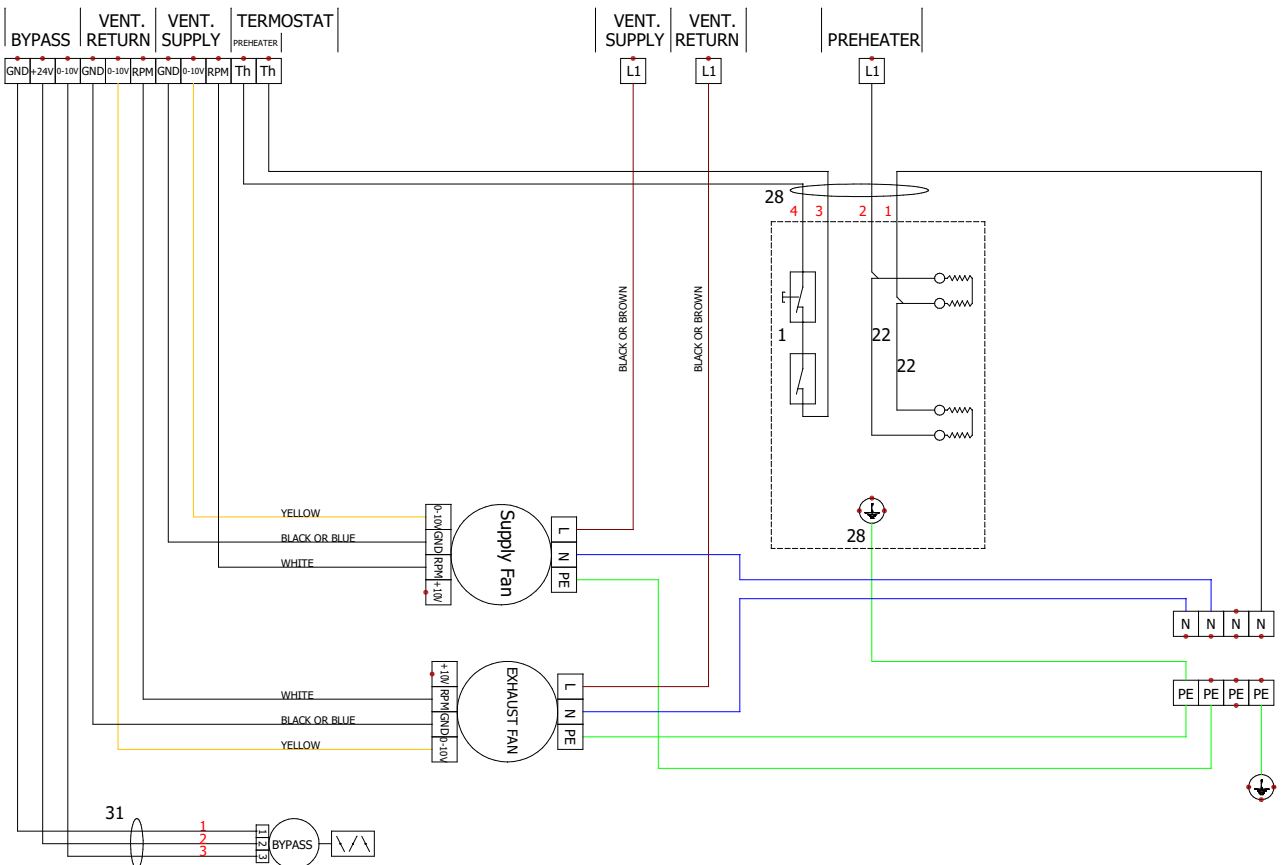 BYPASS
VENT.
RETURN
VENT.
SUPPLY
TERMOSTAT
PREHEATER
VENT.
SUPPLY
VENT.
RETURN
PREHEATER
GND +24V 0-10V GND 0-10V RPM GND 0-10V RPM Th Th
L1
L1
L1
28
4 3 2 1
BLACK OR BROWN
BLACK OR BROWN
1
22
22
28
YELLOW
BLACK OR BLUE
WHITE
0-10V
GND
RPM
+10V
Supply Fan
L
N
PE
N N N N
WHITE
BLACK OR BLUE
YELLOW
+10V
RPM
GND
0-10V
EXHAUST FAN
L
N
PE
PE PE PE PE
31
1
2
3
1
2
3
BYPASS